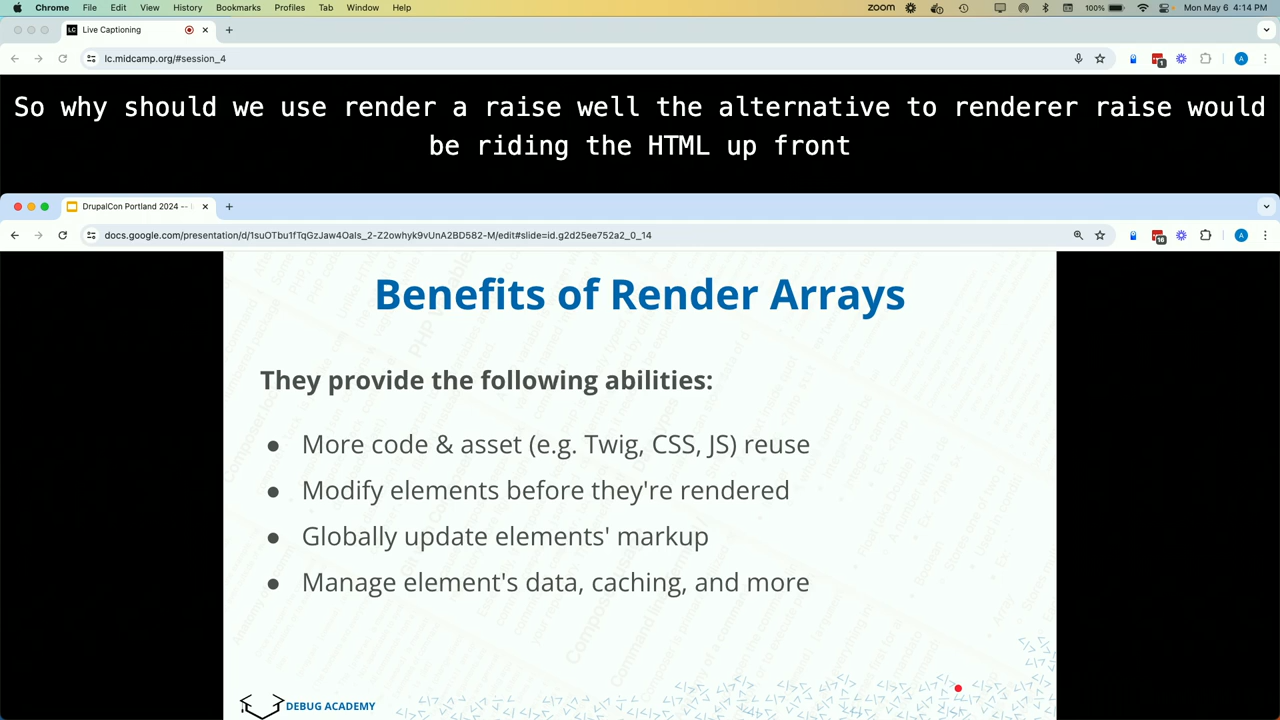 Chrome File Edit View History Bookmarks Profiles Tab Window Help zoom 100% Mon May 6 4:14 PM
LC Live Captioning
lc.midcamp.org/#session_4 1 A
So why should we use render a raise well the alternative to renderer raise would
be riding the HTML up front
DrupalCon Portland 2024 --
docs.google.com/presentation/d/1suOTbu1fTqGzJaw4OaIs_2-Z2owhyk9vUnA2BD582-M/edit#slide=id.g2d25ee752a2_0_14 16 A
Benefits of Render Arrays
They provide the following abilities:
● More code & asset (e.g. Twig, CSS, JS) reuse
● Modify elements before they're rendered
● Globally update elements' markup
● Manage element's data, caching, and more
DEBUG ACADEMY